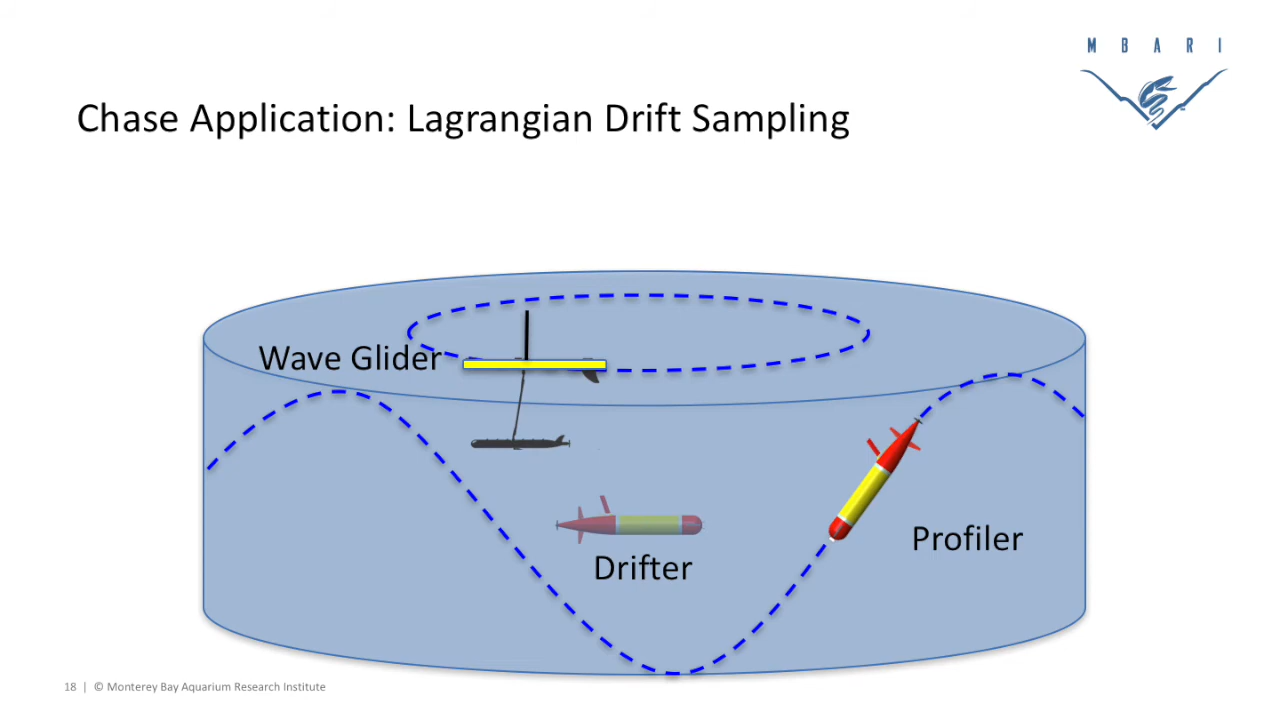 M B A R I
Chase Application: Lagrangian Drift Sampling
Wave Glider
Profiler
Drifter
18 | © Monterey Bay Aquarium Research Institute